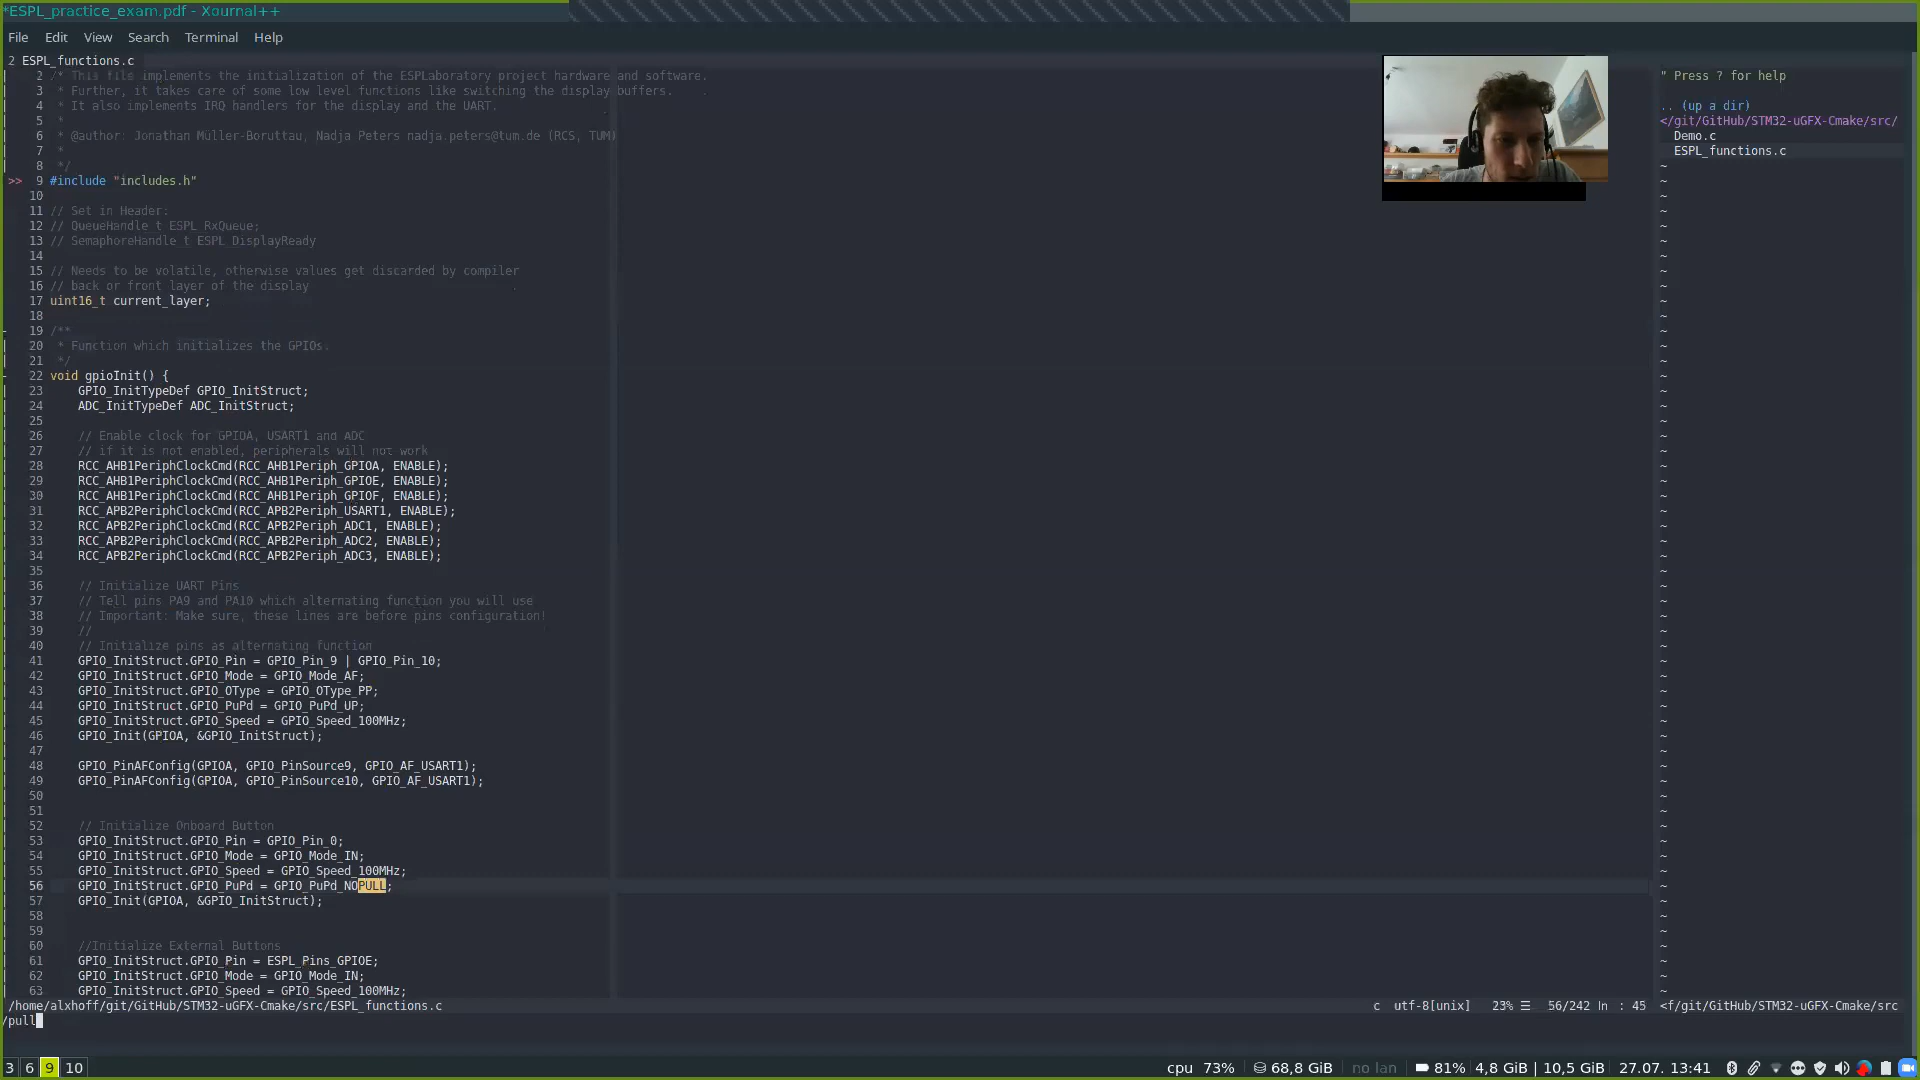 *ESPL_practice_exam.pdf - Xournal++
File Edit View Search Terminal Help
2 ESPL_functions.c
2 /* This file implements the initialization of the ESPLaboratory project hardware and software.
3  * Further, it takes care of some low level functions like switching the display buffers.
4  * It also implements IRQ handlers for the display and the UART.
5  *
6  * @author: Jonathan Müller-Boruttau, Nadja Peters nadja.peters@tum.de (RCS, TUM)
7  *
8  */
>> 9 #include "includes.h"
10
11 // Set in Header:
12 // QueueHandle_t ESPL_RxQueue;
13 // SemaphoreHandle_t ESPL_DisplayReady
14
15 // Needs to be volatile, otherwise values get discarded by compiler
16 // back or front layer of the display
17 uint16_t current_layer;
18
19 /**
20  * Function which initializes the GPIOs.
21  */
22 void gpioInit() {
23     GPIO_InitTypeDef GPIO_InitStruct;
24     ADC_InitTypeDef ADC_InitStruct;
25
26     // Enable clock for GPIOA, USART1 and ADC
27     // if it is not enabled, peripherals will not work
28     RCC_AHB1PeriphClockCmd(RCC_AHB1Periph_GPIOA, ENABLE);
29     RCC_AHB1PeriphClockCmd(RCC_AHB1Periph_GPIOE, ENABLE);
30     RCC_AHB1PeriphClockCmd(RCC_AHB1Periph_GPIOF, ENABLE);
31     RCC_APB2PeriphClockCmd(RCC_APB2Periph_USART1, ENABLE);
32     RCC_APB2PeriphClockCmd(RCC_APB2Periph_ADC1, ENABLE);
33     RCC_APB2PeriphClockCmd(RCC_APB2Periph_ADC2, ENABLE);
34     RCC_APB2PeriphClockCmd(RCC_APB2Periph_ADC3, ENABLE);
35
36     // Initialize UART Pins
37     // Tell pins PA9 and PA10 which alternating function you will use
38     // Important: Make sure, these lines are before pins configuration!
39     //
40     // Initialize pins as alternating function
41     GPIO_InitStruct.GPIO_Pin = GPIO_Pin_9 | GPIO_Pin_10;
42     GPIO_InitStruct.GPIO_Mode = GPIO_Mode_AF;
43     GPIO_InitStruct.GPIO_OType = GPIO_OType_PP;
44     GPIO_InitStruct.GPIO_PuPd = GPIO_PuPd_UP;
45     GPIO_InitStruct.GPIO_Speed = GPIO_Speed_100MHz;
46     GPIO_Init(GPIOA, &GPIO_InitStruct);
47
48     GPIO_PinAFConfig(GPIOA, GPIO_PinSource9, GPIO_AF_USART1);
49     GPIO_PinAFConfig(GPIOA, GPIO_PinSource10, GPIO_AF_USART1);
50
51
52     // Initialize Onboard Button
53     GPIO_InitStruct.GPIO_Pin = GPIO_Pin_0;
54     GPIO_InitStruct.GPIO_Mode = GPIO_Mode_IN;
55     GPIO_InitStruct.GPIO_Speed = GPIO_Speed_100MHz;
56     GPIO_InitStruct.GPIO_PuPd = GPIO_PuPd_NOPULL;
57     GPIO_Init(GPIOA, &GPIO_InitStruct);
58
59
60     //Initialize External Buttons
61     GPIO_InitStruct.GPIO_Pin = ESPL_Pins_GPIOE;
62     GPIO_InitStruct.GPIO_Mode = GPIO_Mode_IN;
63     GPIO_InitStruct.GPIO_Speed = GPIO_Speed_100MHz;
/home/alxhoff/git/GitHub/STM32-uGFX-Cmake/src/ESPL_functions.c c utf-8[unix] 23% ☰ 56/242 ln : 45
/pull
" Press ? for help
.. (up a dir)
</git/GitHub/STM32-uGFX-Cmake/src/
Demo.c
ESPL_functions.c
<f/git/GitHub/STM32-uGFX-Cmake/src
3 6 9 10
cpu 73% 68,8 GiB no lan 81% 4,8 GiB | 10,5 GiB 27.07. 13:41